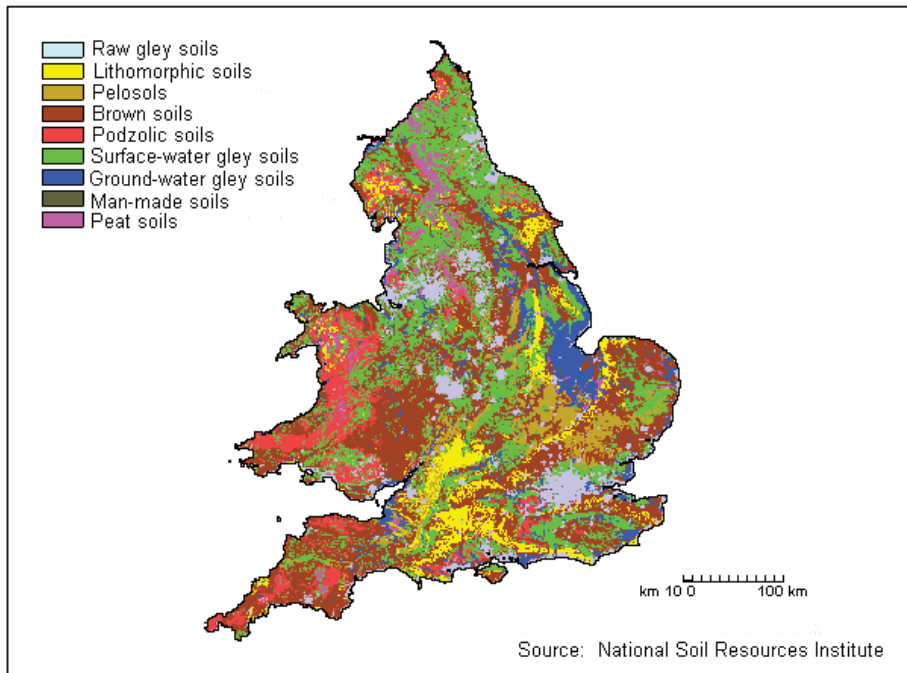 Raw gley soils
Lithomorphic soils
Pelosols
Brown soils
Podzolic soils
Surface-water gley soils
Ground-water gley soils
Man-made soils
Peat soils
km 10 0 100 km
Source: National Soil Resources Institute